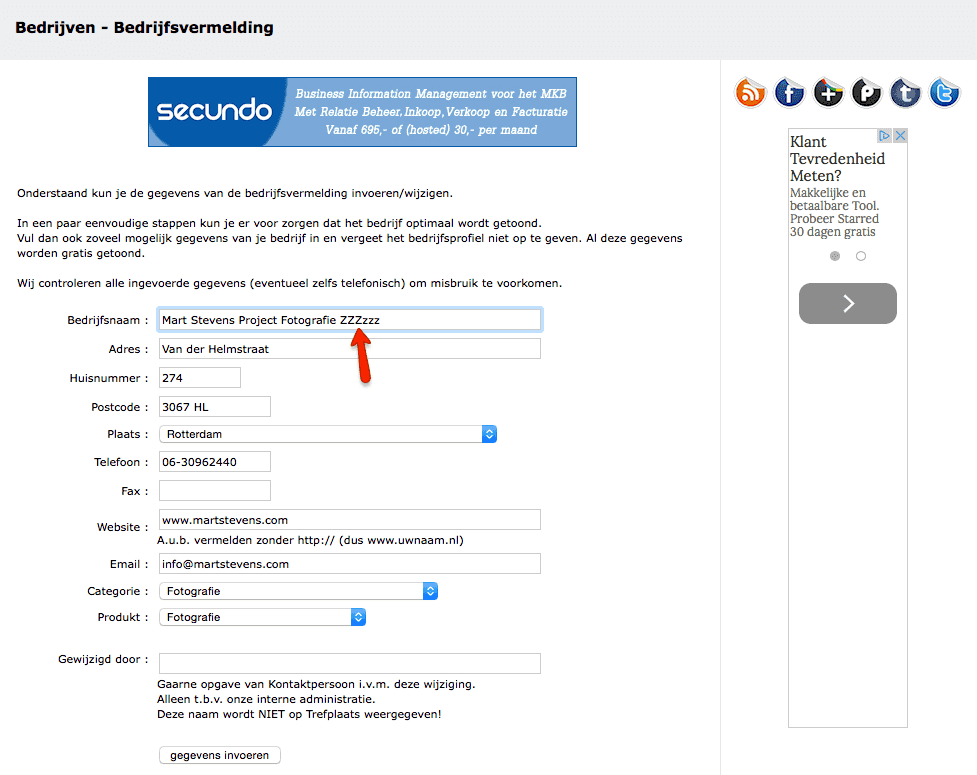 Bedrijven - Bedrijfsvermelding
secundo
Business Information Management voor het MKB
Met Relatie Beheer,Inkoop,Verkoop en Facturatie
Vanaf 695,- of (hosted) 30,- per maand
Onderstaand kun je de gegevens van de bedrijfsvermelding invoeren/wijzigen.
In een paar eenvoudige stappen kun je er voor zorgen dat het bedrijf optimaal wordt getoond.
Vul dan ook zoveel mogelijk gegevens van je bedrijf in en vergeet het bedrijfsprofiel niet op te geven. Al deze gegevens
worden gratis getoond.
Wij controleren alle ingevoerde gegevens (eventueel zelfs telefonisch) om misbruik te voorkomen.
Bedrijfsnaam : Mart Stevens Project Fotografie ZZZzzz
Adres : Van der Helmstraat
Huisnummer : 274
Postcode : 3067 HL
Plaats : Rotterdam
Telefoon : 06-30962440
Fax :
Website : www.martstevens.com
A.u.b. vermelden zonder http:// (dus www.uwnaam.nl)
Email : info@martstevens.com
Categorie : Fotografie
Produkt : Fotografie
Gewijzigd door :
Gaarne opgave van Kontaktpersoon i.v.m. deze wijziging.
Alleen t.b.v. onze interne administratie.
Deze naam wordt NIET op Trefplaats weergegeven!
gegevens invoeren
Klant
Tevredenheid
Meten?
Makkelijke en
betaalbare Tool.
Probeer Starred
30 dagen gratis